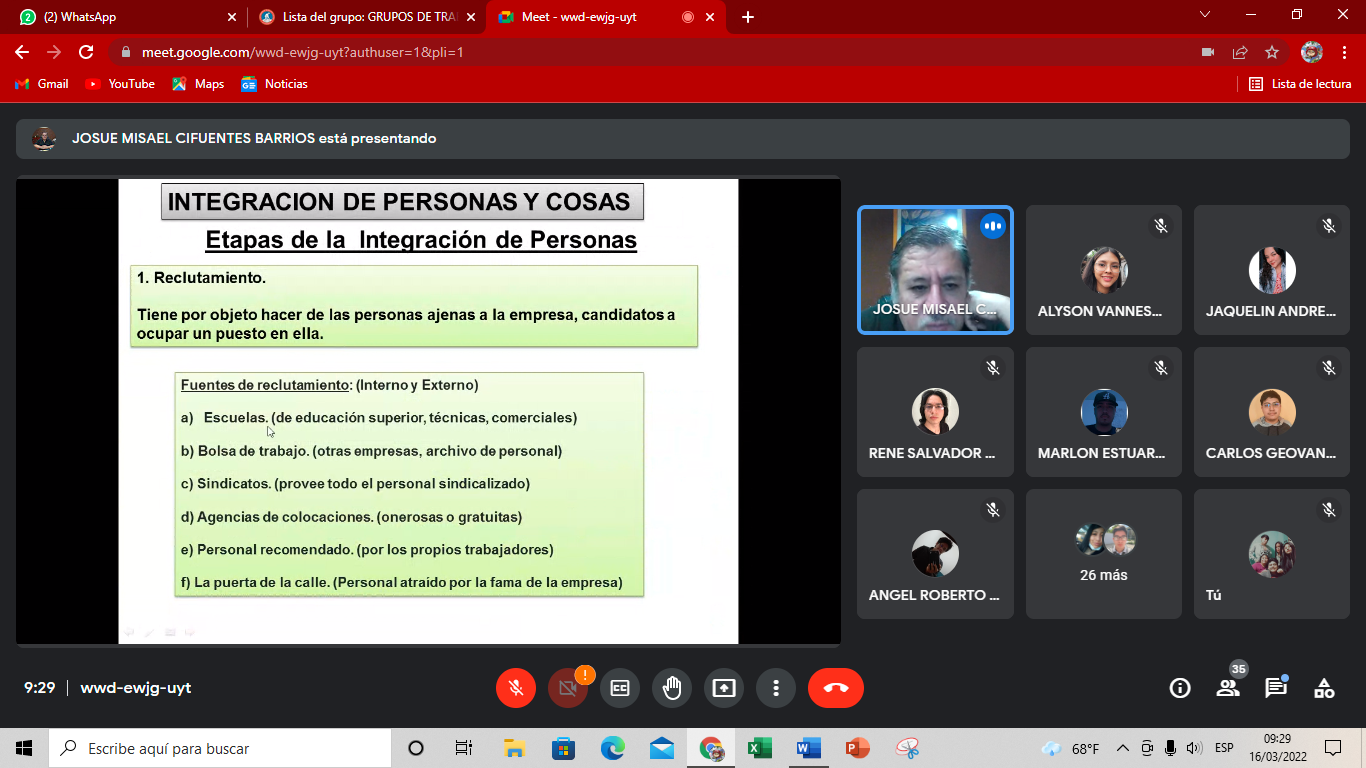 (2) WhatsApp
Lista del grupo: GRUPOS DE TRA
Meet - wwd-ewjg-uyt
meet.google.com/wwd-ewjg-uyt?authuser=1&pli=1
Gmail
YouTube
Maps
Noticias
Lista de lectura
JOSUE MISAEL CIFUENTES BARRIOS está presentando
INTEGRACION DE PERSONAS Y COSAS
Etapas de la Integración de Personas
1. Reclutamiento.
Tiene por objeto hacer de las personas ajenas a la empresa, candidatos a
ocupar un puesto en ella.
Fuentes de reclutamiento: (Interno y Externo)
a) Escuelas. (de educación superior, técnicas, comerciales)
b) Bolsa de trabajo. (otras empresas, archivo de personal)
c) Sindicatos. (provee todo el personal sindicalizado)
d) Agencias de colocaciones. (onerosas o gratuitas)
e) Personal recomendado. (por los propios trabajadores)
f) La puerta de la calle. (Personal atraido por la fama de la empresa)
JOSUE MISAEL C...
ALYSON VANNES...
JAQUELIN ANDRE...
RENE SALVADOR ...
MARLON ESTUAR...
CARLOS GEOVAN...
ANGEL ROBERTO ...
26 más
Tú
9:29 | wwd-ewjg-uyt
35
Escribe aquí para buscar
68°F
ESP
09:29
16/03/2022